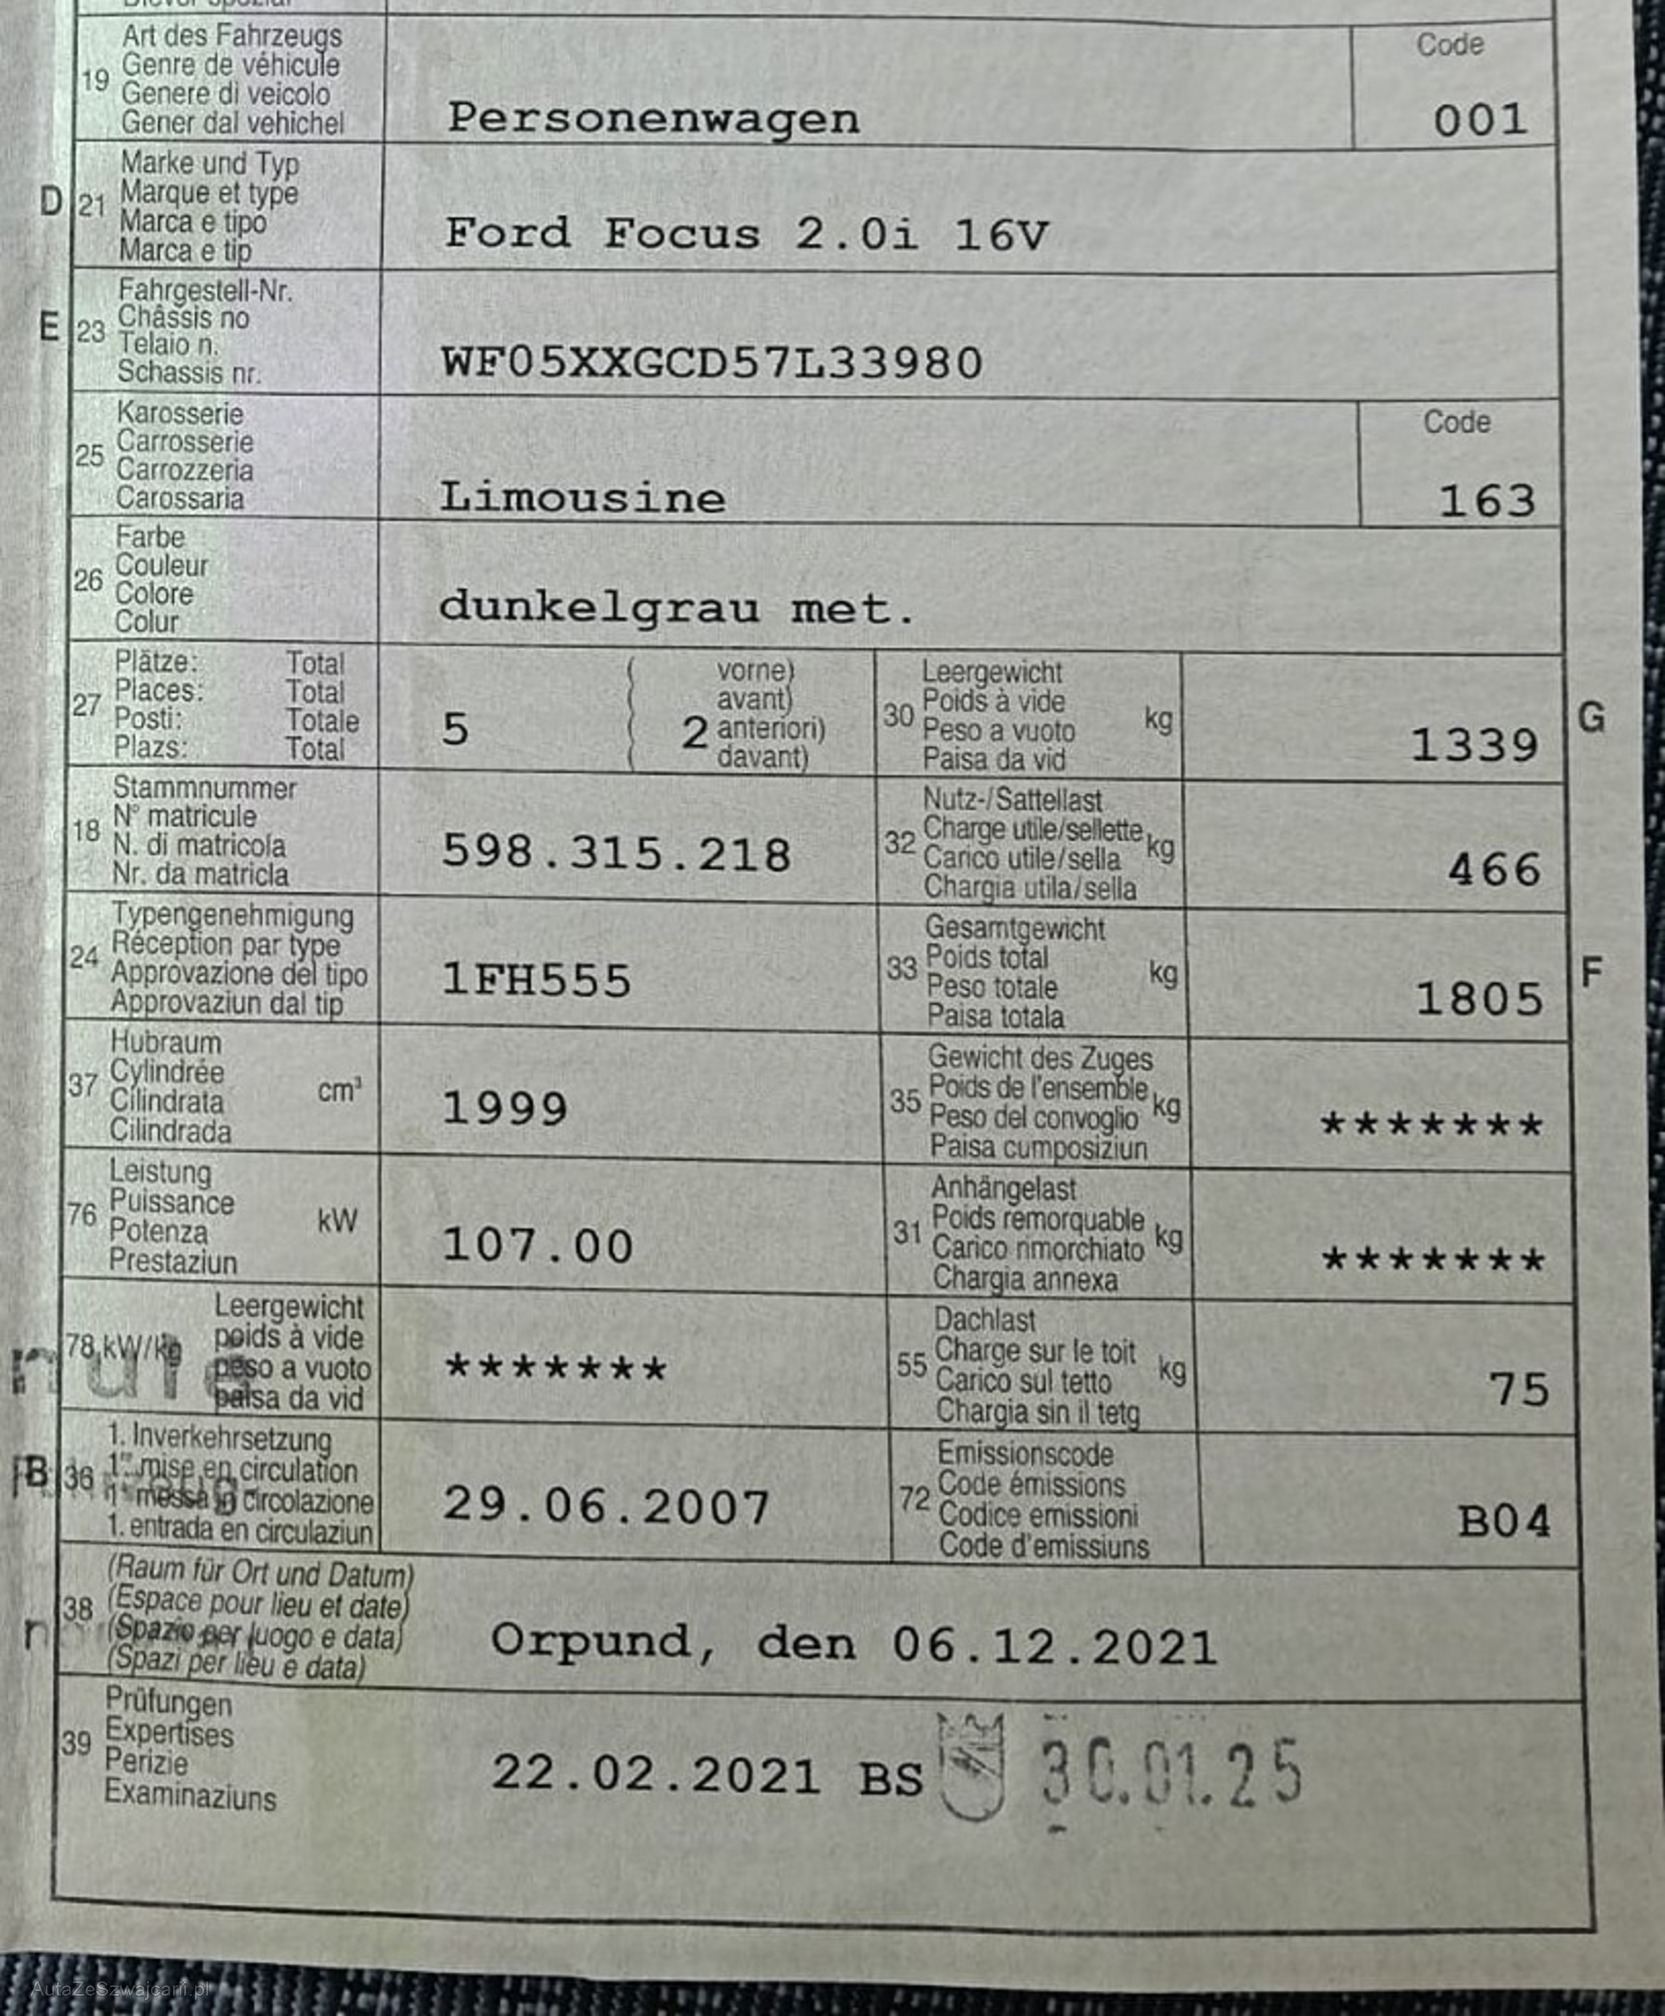 Art des Fahrzeugs
Genre de véhicule
Genere di veicolo
Gener dal vehichel
19
Personenwagen
Code
001
D
21
Marke und Typ
Marque et type
Marca e tipo
Marca e tip
Ford Focus 2.0i 16V
E
23
Fahrgestell-Nr.
Châssis no
Telaio n.
Schassis nr.
WF05XXGCD57L33980
25
Karosserie
Carrosserie
Carrozzeria
Carossaria
Limousine
Code
163
26
Farbe
Couleur
Colore
Colur
dunkelgrau met.
27
Plätze: Total
Places: Total
Posti: Totale
Plazs: Total
5
2
vorne)
avant)
anteriori)
davant)
30
Leergewicht
Poids à vide
Peso a vuoto
Paisa da vid
kg
1339
G
18
Stammnummer
N° matricule
N. di matricola
Nr. da matricla
598.315.218
32
Nutz-/Sattellast
Charge utile/sellette
Carico utile/sella
Chargia utila/sella
kg
466
24
Typengenehmigung
Réception par type
Approvazione del tipo
Approvaziun dal tip
1FH555
33
Gesamtgewicht
Poids total
Peso totale
Paisa totala
kg
1805
F
37
Hubraum
Cylindrée
Cilindrata
Cilindrada
cm³
1999
35
Gewicht des Zuges
Poids de l'ensemble
Peso del convoglio
Paisa cumposiziun
kg
*******
76
Leistung
Puissance
Potenza
Prestaziun
kW
107.00
31
Anhängelast
Poids remorquable
Carico rimorchiato
Chargia annexa
kg
*******
78 kW/kg
Leergewicht
poids à vide
peso a vuoto
paisa da vid
*******
55
Dachlast
Charge sur le toit
Carico sul tetto
Chargia sin il tetg
kg
75
B
36
1. Inverkehrsetzung
1re mise en circulation
1a messa in circolazione
1. entrada en circulaziun
29.06.2007
72
Emissionscode
Code émissions
Codice emissioni
Code d'emissiuns
B04
38
(Raum für Ort und Datum)
(Espace pour lieu et date)
(Spazio per luogo e data)
(Spazi per lieu e data)
Orpund, den 06.12.2021
39
Prüfungen
Expertises
Perizie
Examinaziuns
22.02.2021 BS
30.01.25
AutaZeSzwajcarii.pl